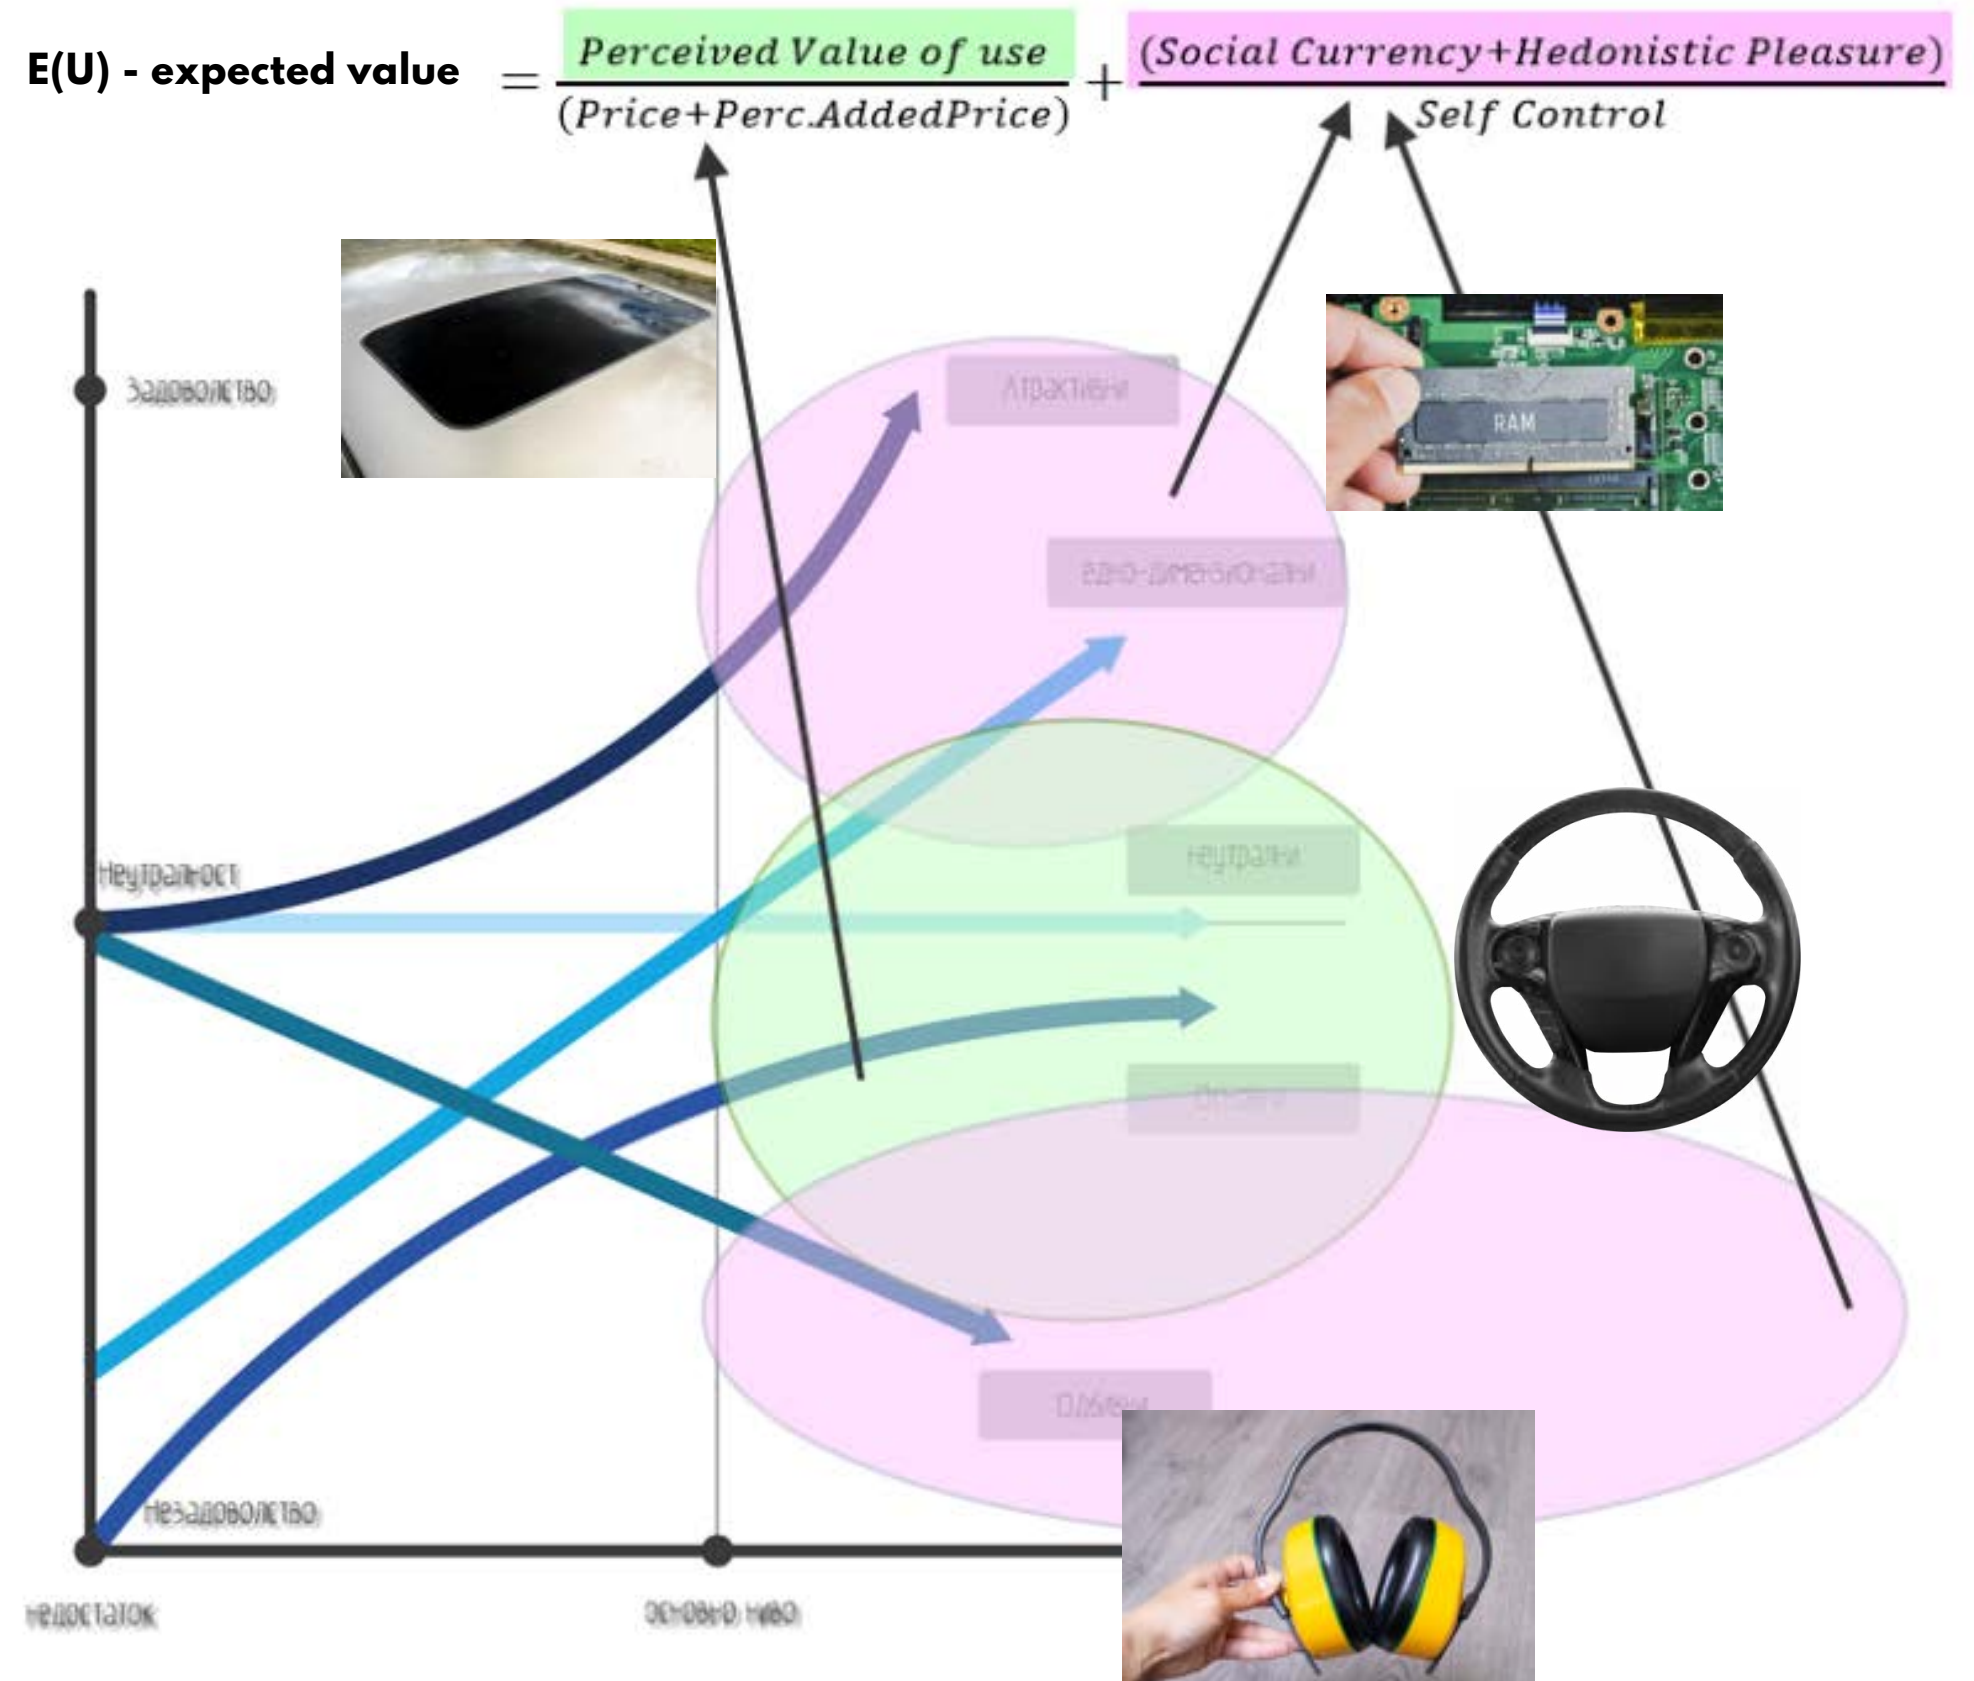 E(U) - expected value = Perceived Value of use / (Price+Perc.AddedPrice) + (Social Currency+Hedonistic Pleasure) / Self Control
Задоволство
Атрактивни
RAM
едно-димензионални
Неутралност
неутрални
Незадоволство
недостаток
основно ниво